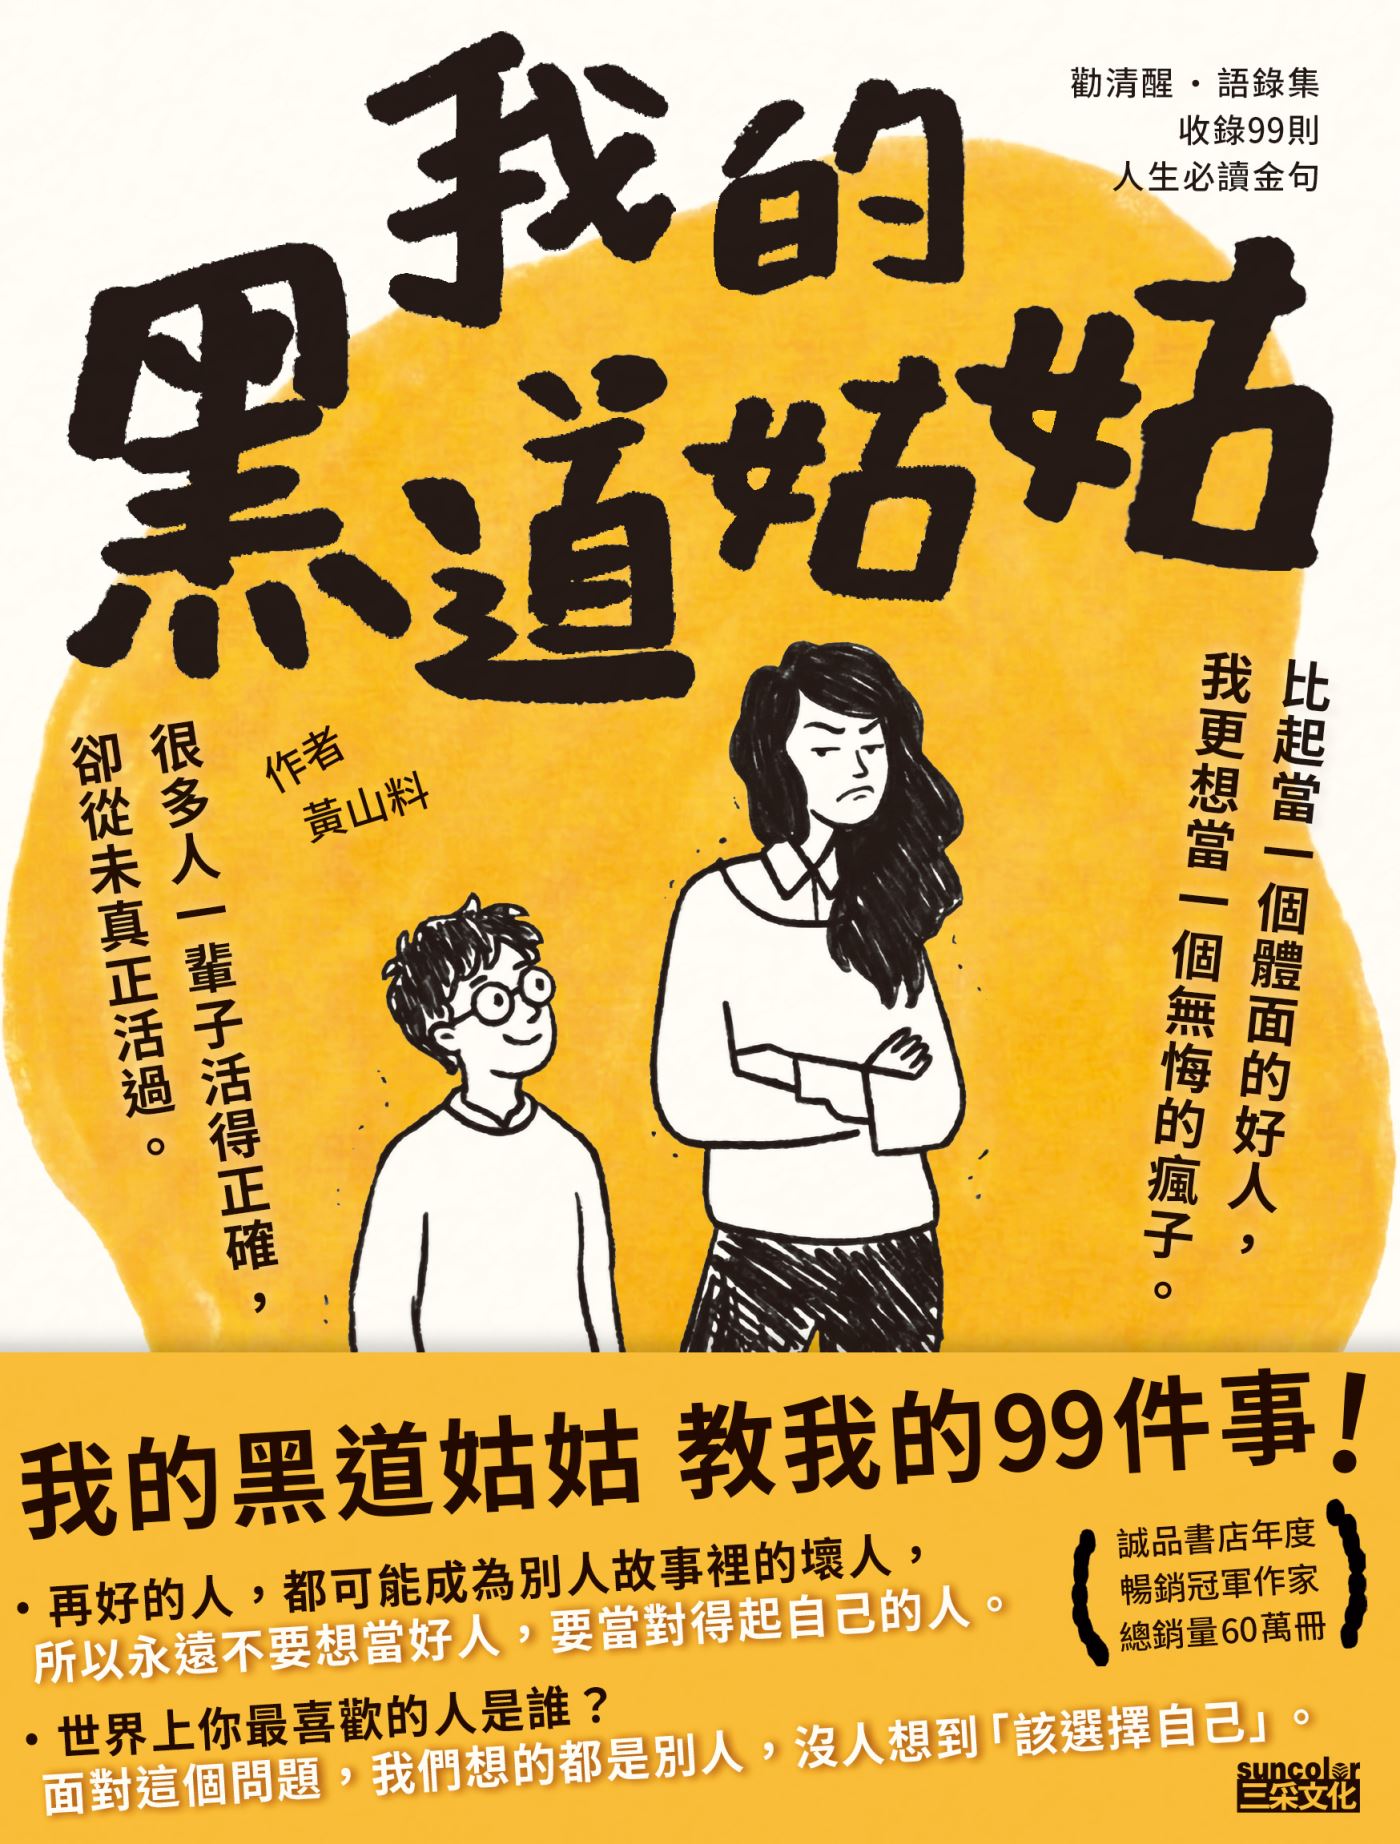 勸清醒・語錄集
收錄99則
人生必讀金句
我的
黑道姑姑
作者
黃山料
比起當一個體面的好人，
我更想當一個無悔的瘋子。
很多人一輩子活得正確，
卻從未真正活過。
我的黑道姑姑 教我的99件事！
・再好的人，都可能成為別人故事裡的壞人，
所以永遠不要想當好人，要當對得起自己的人。
誠品書店年度
暢銷冠軍作家
總銷量60萬冊
・世界上你最喜歡的人是誰？
面對這個問題，我們想的都是別人，沒人想到「該選擇自己」。
suncolor
三采文化